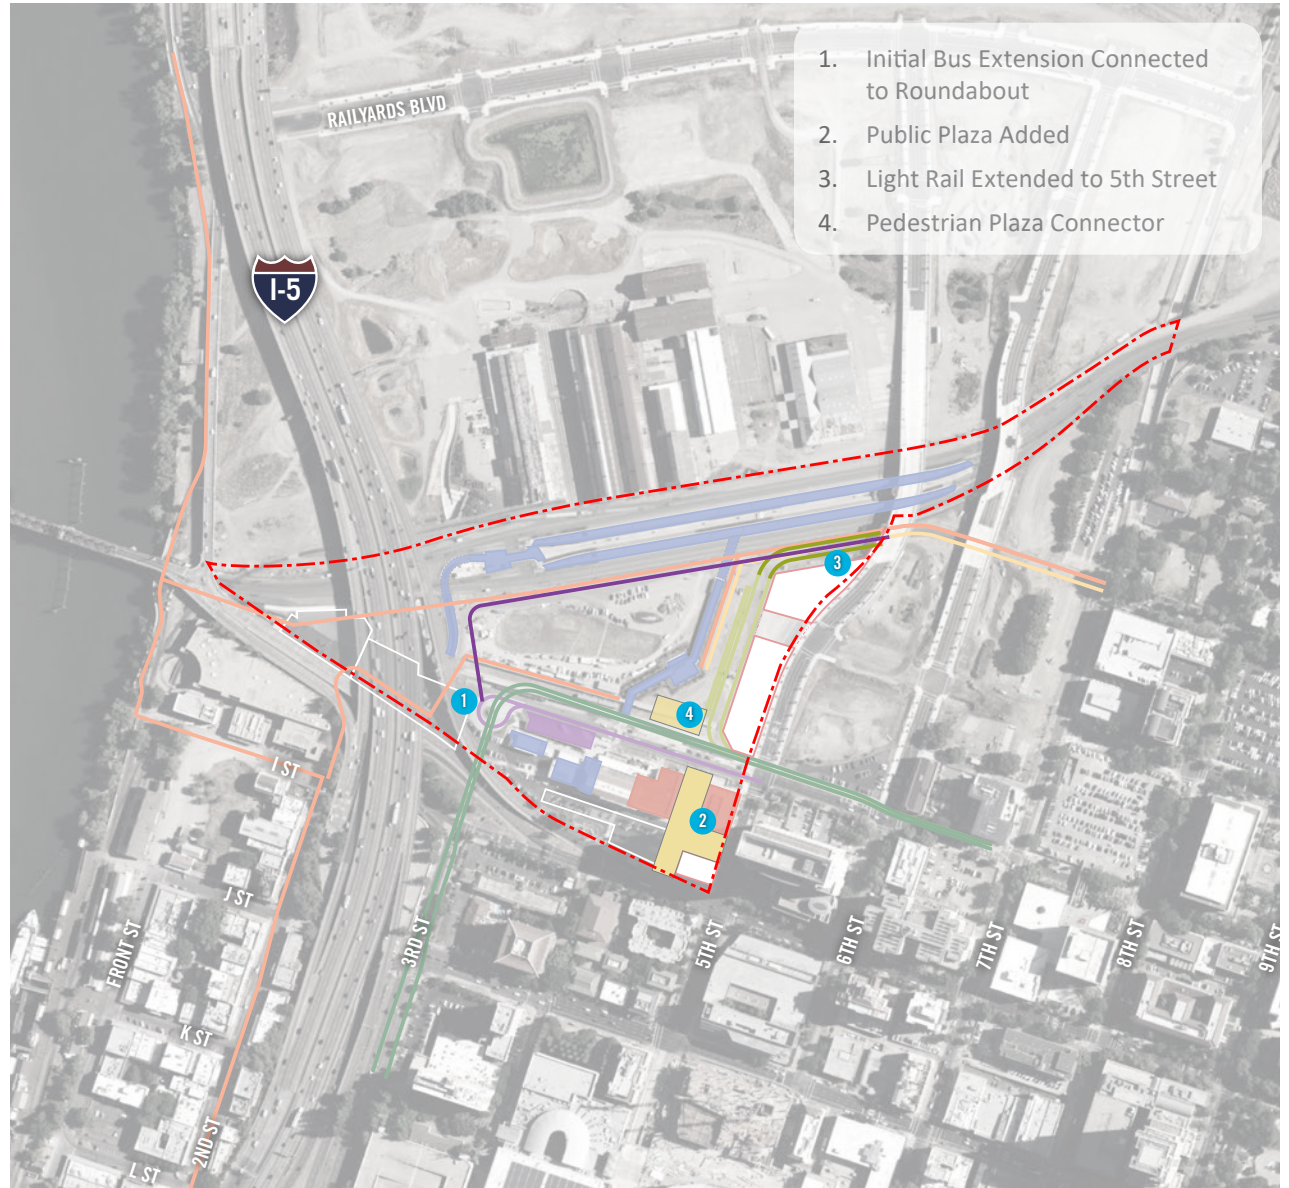 1. Initial Bus Extension Connected
to Roundabout
2. Public Plaza Added
3. Light Rail Extended to 5th Street
4. Pedestrian Plaza Connector
RAILYARDS BLVD
I-5
3
1
4
2
I ST
J ST
K ST
L ST
FRONT ST
2ND ST
3RD ST
5TH ST
6TH ST
7TH ST
8TH ST
9TH ST